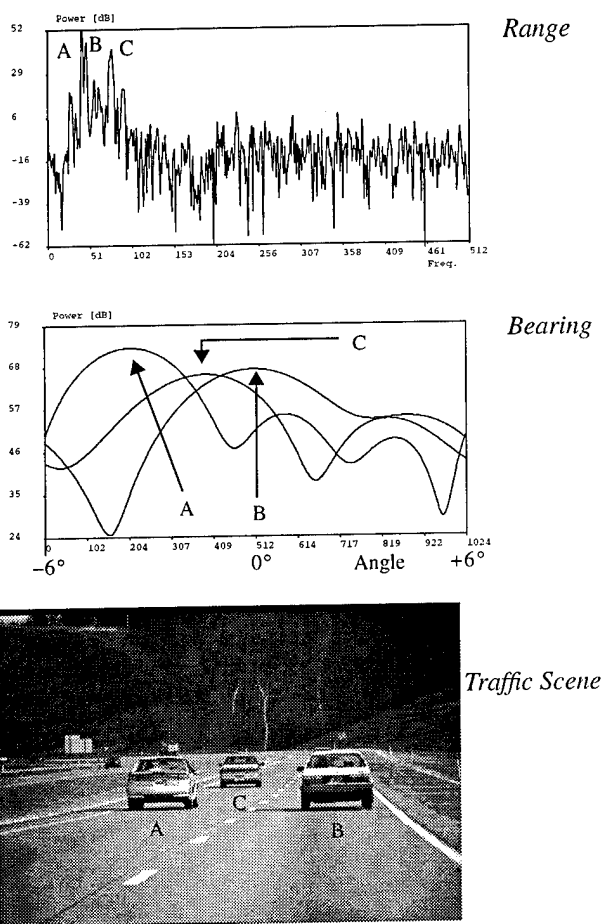 Power [dB]
52
A B C
Range
29
6
-16
-39
-62
0 51 102 153 204 256 307 358 409 461 512
Freq.
Power [dB]
79
Bearing
C
68
57
46
35
A B
24
0 102 204 307 409 512 614 717 819 922 1024
-6° 0° Angle +6°
Traffic Scene
C
A B